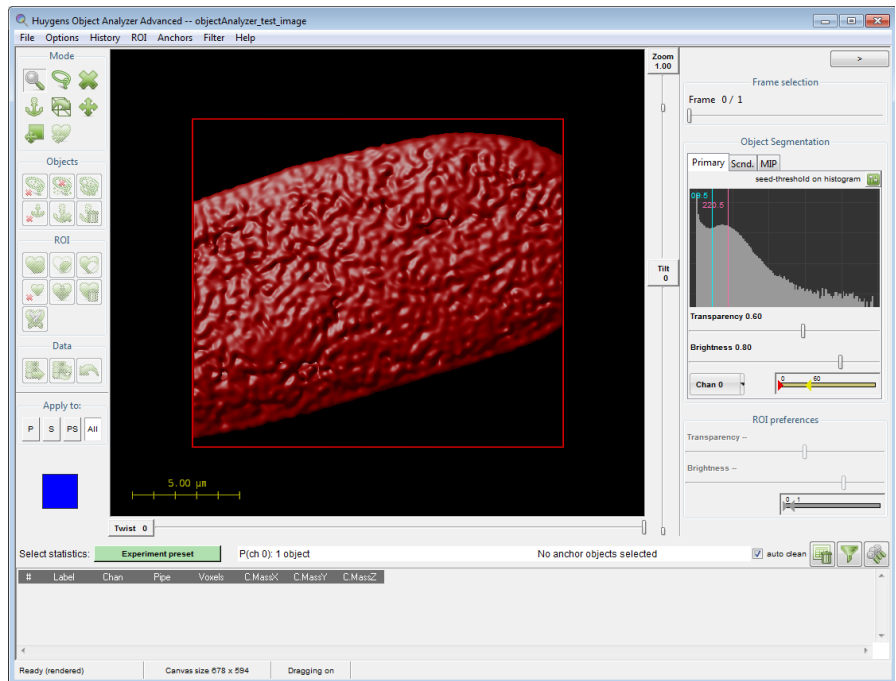 Huygens Object Analyzer Advanced -- objectAnalyzer_test_image
File Options History ROI Anchors Filter Help
Mode
Objects
ROI
Data
Apply to:
P S PS All
5.00 µm
Twist 0
Zoom
1.00
Tilt
0
>
Frame selection
Frame 0 / 1
Object Segmentation
Primary Scnd. MIP
seed-threshold on histogram
220.5
Transparency 0.60
Brightness 0.80
Chan 0
0 60
ROI preferences
Transparency --
Brightness --
0 1
Select statistics: Experiment preset P(ch 0): 1 object No anchor objects selected auto clean
# Label Chan Pipe Voxels C.MassX C.MassY C.MassZ
Ready (rendered) Canvas size 678 x 594 Dragging on